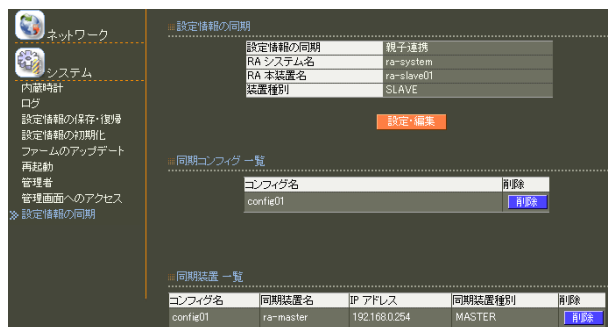 ネットワーク
システム
内蔵時計
ログ
設定情報の保存・復帰
設定情報の初期化
ファームのアップデート
再起動
管理者
管理画面へのアクセス
設定情報の同期
設定情報の同期
設定情報の同期 親子連携
RA システム名 ra-system
RA 本装置名 ra-slave01
装置種別 SLAVE
設定・編集
同期コンフィグ 一覧
コンフィグ名 削除
config01 削除
同期装置 一覧
コンフィグ名 同期装置名 IP アドレス 同期装置種別 削除
config01 ra-master 192.168.0.254 MASTER 削除